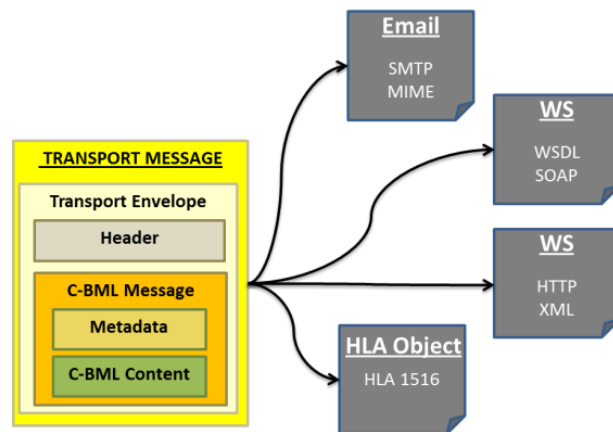 TRANSPORT MESSAGE
Transport Envelope
Header
C-BML Message
Metadata
C-BML Content
Email
SMTP
MIME
WS
WSDL
SOAP
WS
HTTP
XML
HLA Object
HLA 1516